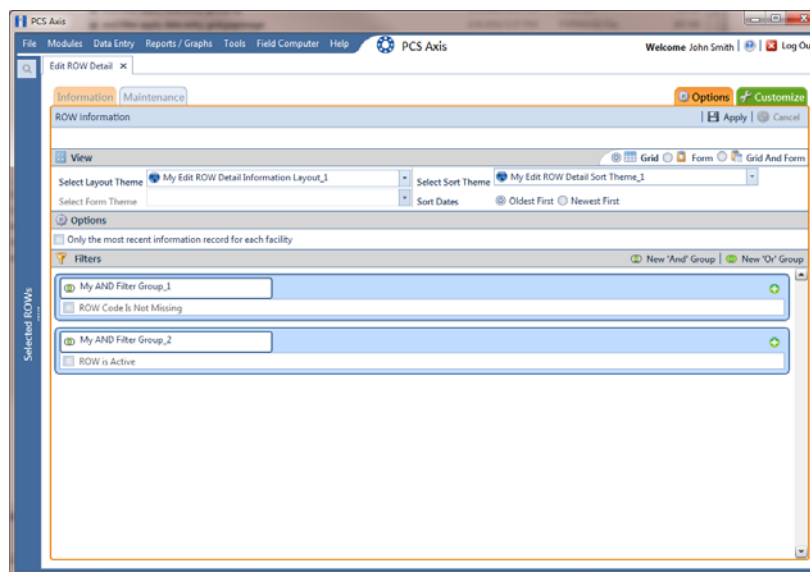 PCS Axis
File Modules Data Entry Reports / Graphs Tools Field Computer Help PCS Axis Welcome John Smith Log Ou
Edit ROW Detail
Information Maintenance Options Customize
ROW Information Apply Cancel
View Grid Form Grid And Form
Select Layout Theme My Edit ROW Detail Information Layout_1 Select Sort Theme My Edit ROW Detail Sort Theme_1
Select Form Theme Sort Dates Oldest First Newest First
Options
Only the most recent information record for each facility
Filters New 'And' Group New 'Or' Group
My AND Filter Group_1
ROW Code Is Not Missing
My AND Filter Group_2
ROW is Active
Selected ROWs